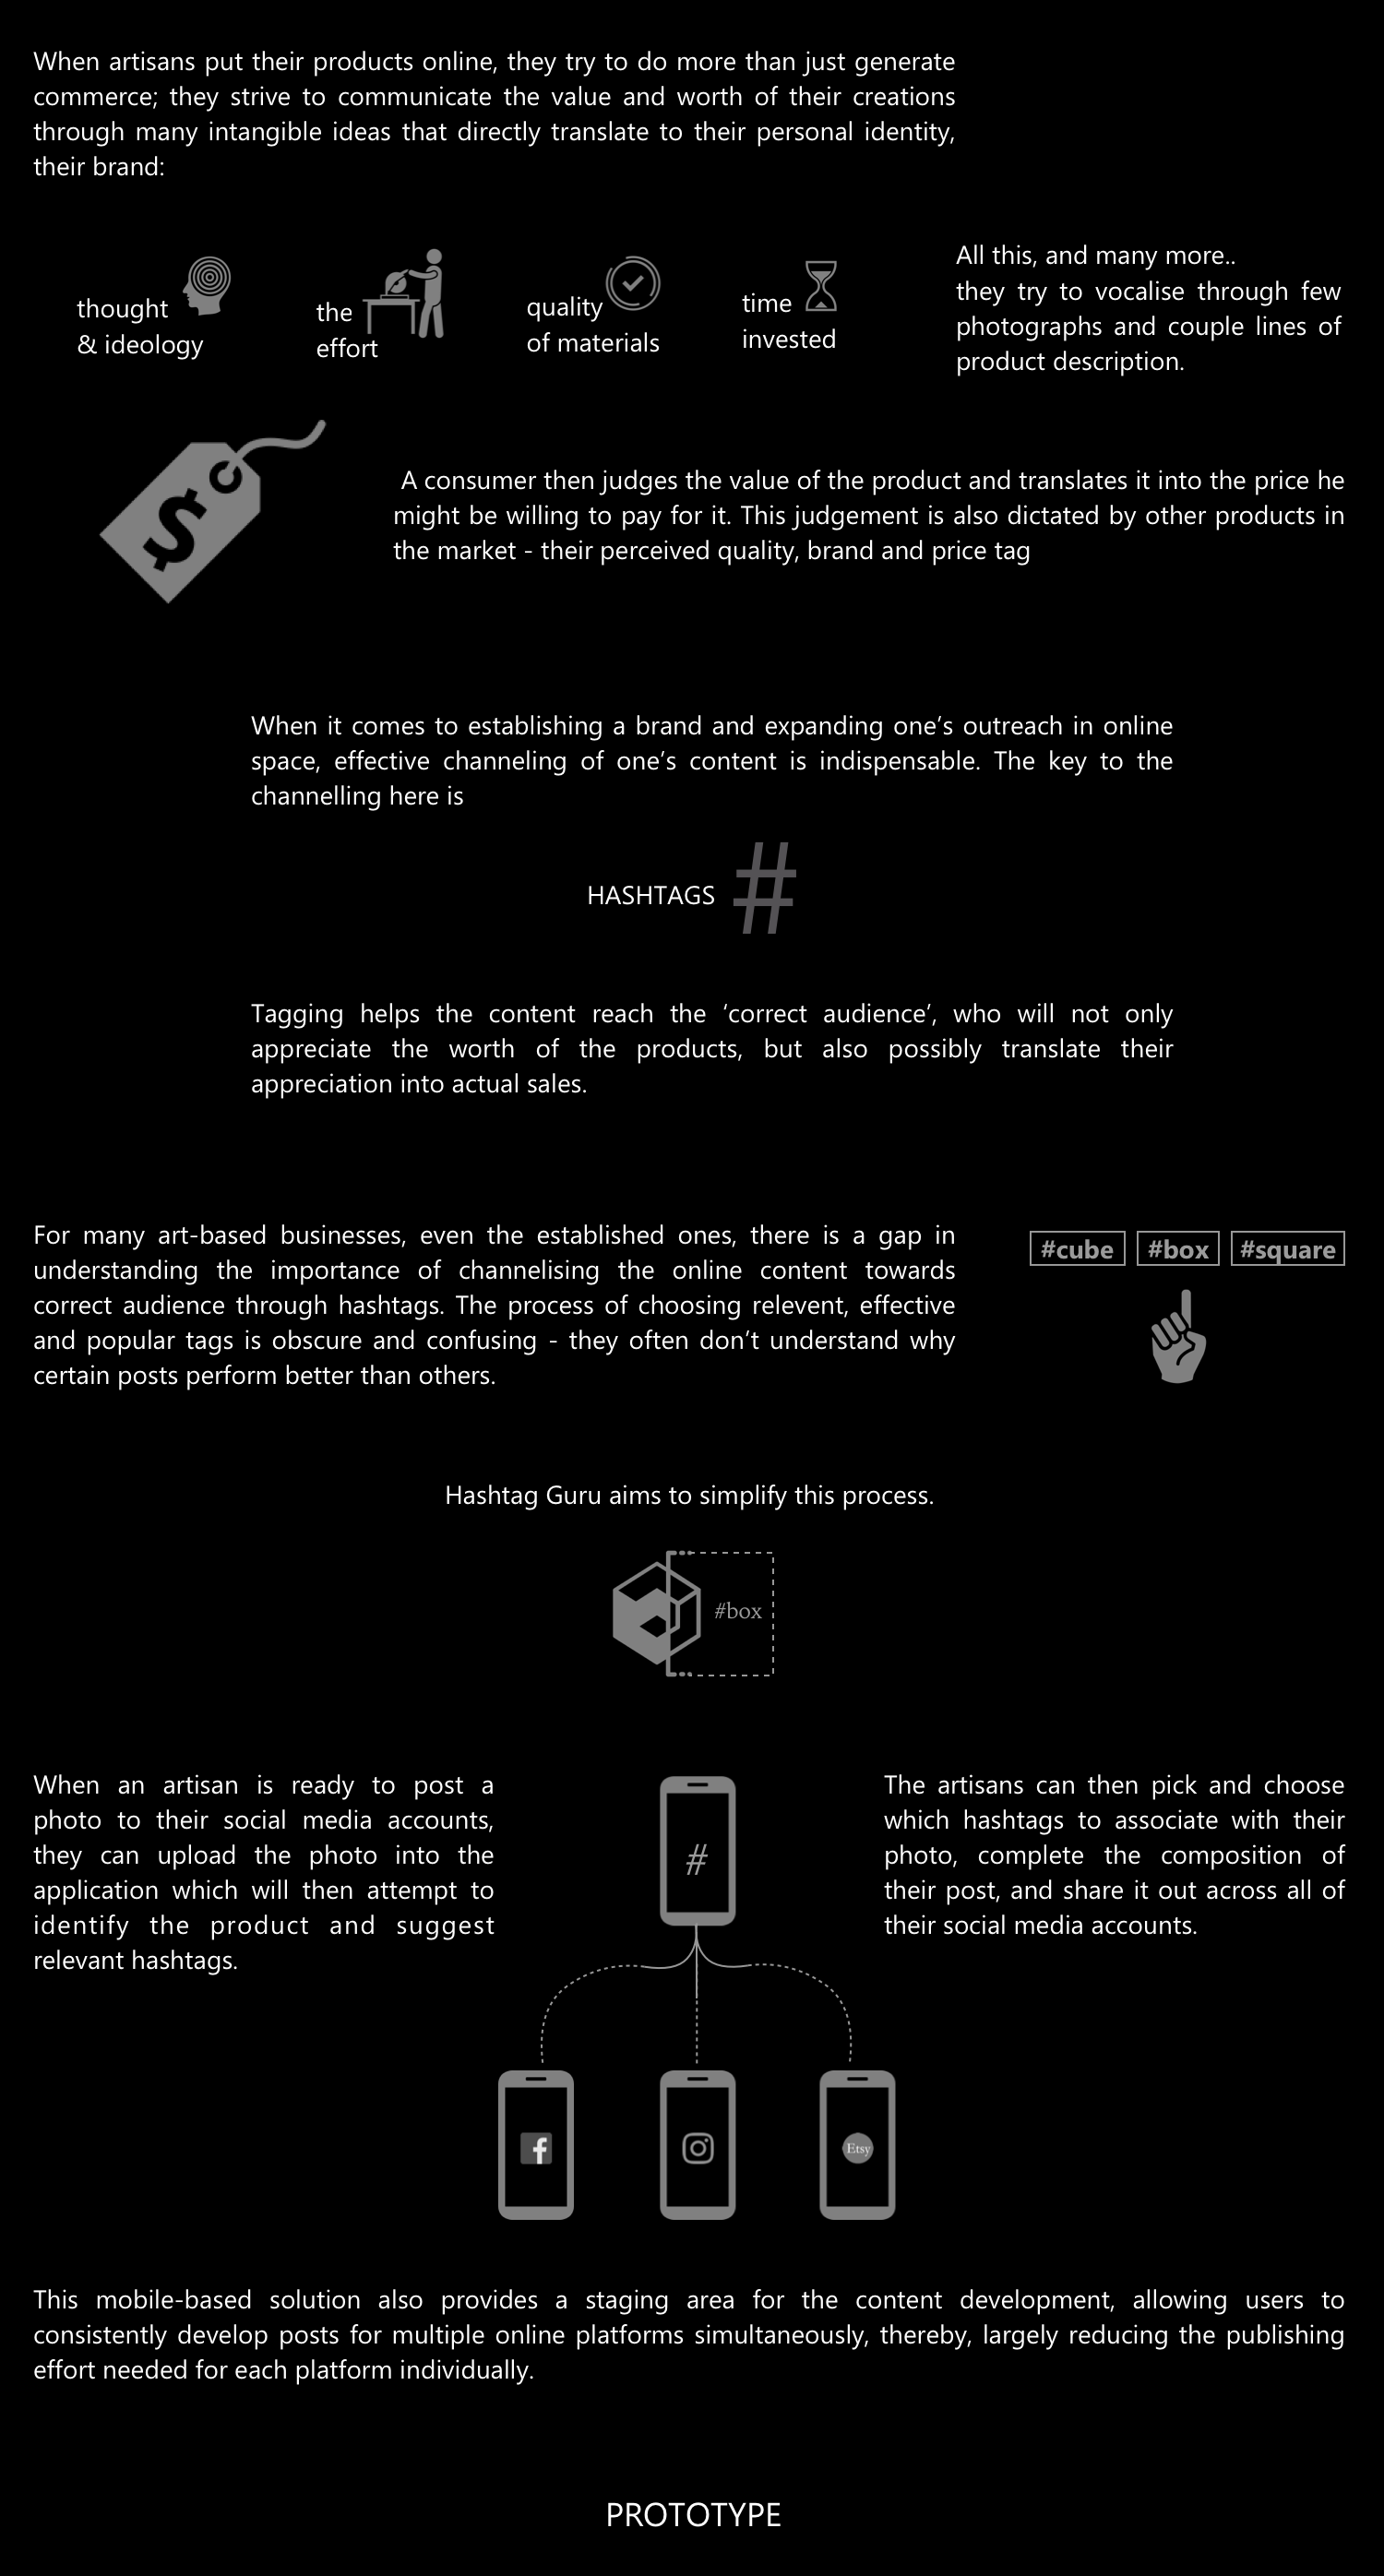 When artisans put their products online, they try to do more than just generate
commerce; they strive to communicate the value and worth of their creations
through many intangible ideas that directly translate to their personal identity,
their brand:
thought
& ideology
the
effort
quality
of materials
time
invested
All this, and many more..
they try to vocalise through few
photographs and couple lines of
product description.
$
A consumer then judges the value of the product and translates it into the price he
might be willing to pay for it. This judgement is also dictated by other products in
the market - their perceived quality, brand and price tag
When it comes to establishing a brand and expanding one’s outreach in online
space, effective channeling of one’s content is indispensable. The key to the
channelling here is
HASHTAGS #
Tagging helps the content reach the ‘correct audience’, who will not only
appreciate the worth of the products, but also possibly translate their
appreciation into actual sales.
For many art-based businesses, even the established ones, there is a gap in
understanding the importance of channelising the online content towards
correct audience through hashtags. The process of choosing relevent, effective
and popular tags is obscure and confusing - they often don’t understand why
certain posts perform better than others.
#cube #box #square
Hashtag Guru aims to simplify this process.
#box
When an artisan is ready to post a
photo to their social media accounts,
they can upload the photo into the
application which will then attempt to
identify the product and suggest
relevant hashtags.
#
The artisans can then pick and choose
which hashtags to associate with their
photo, complete the composition of
their post, and share it out across all of
their social media accounts.
f
Etsy
This mobile-based solution also provides a staging area for the content development, allowing users to
consistently develop posts for multiple online platforms simultaneously, thereby, largely reducing the publishing
effort needed for each platform individually.
PROTOTYPE